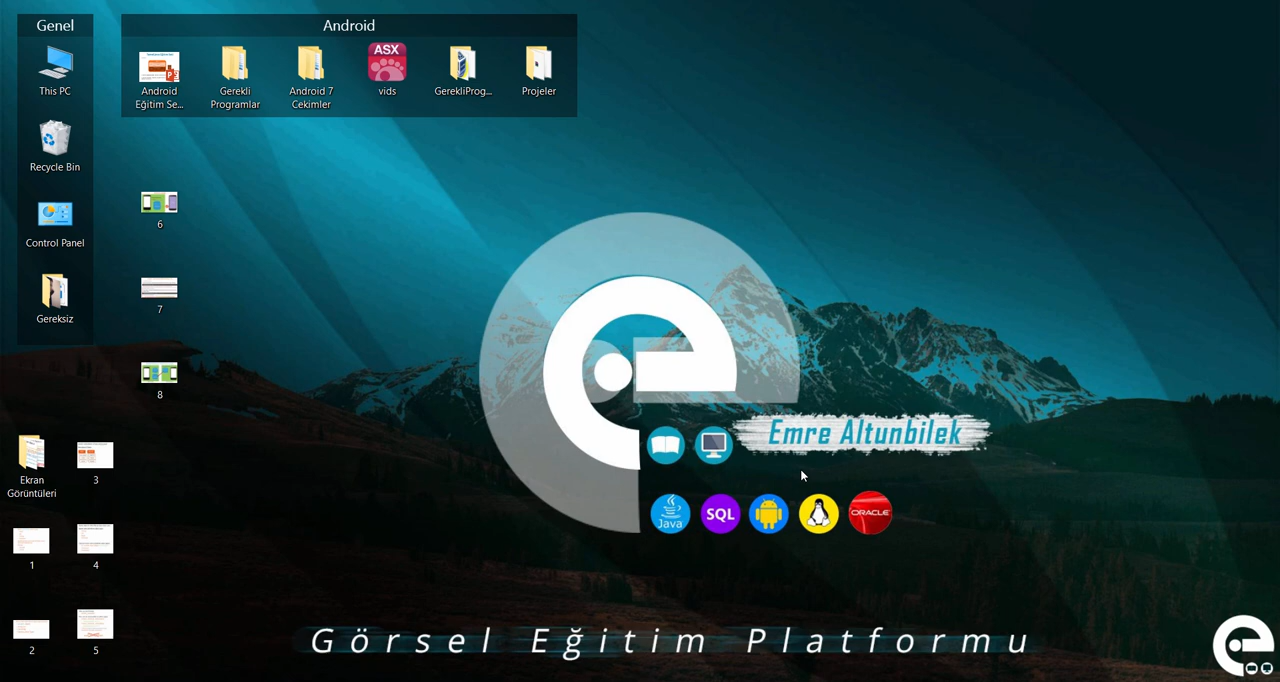 Genel
Android
This PC
Recycle Bin
Control Panel
Gereksiz
Android
Eğitim Se...
Gerekli
Programlar
Android 7
Cekimler
ASX
vids
GerekliProg...
Projeler
6
7
8
Ekran
Görüntüleri
3
1
4
2
5
Emre Altunbilek
Java
SQL
ORACLE
Görsel Eğitim Platformu